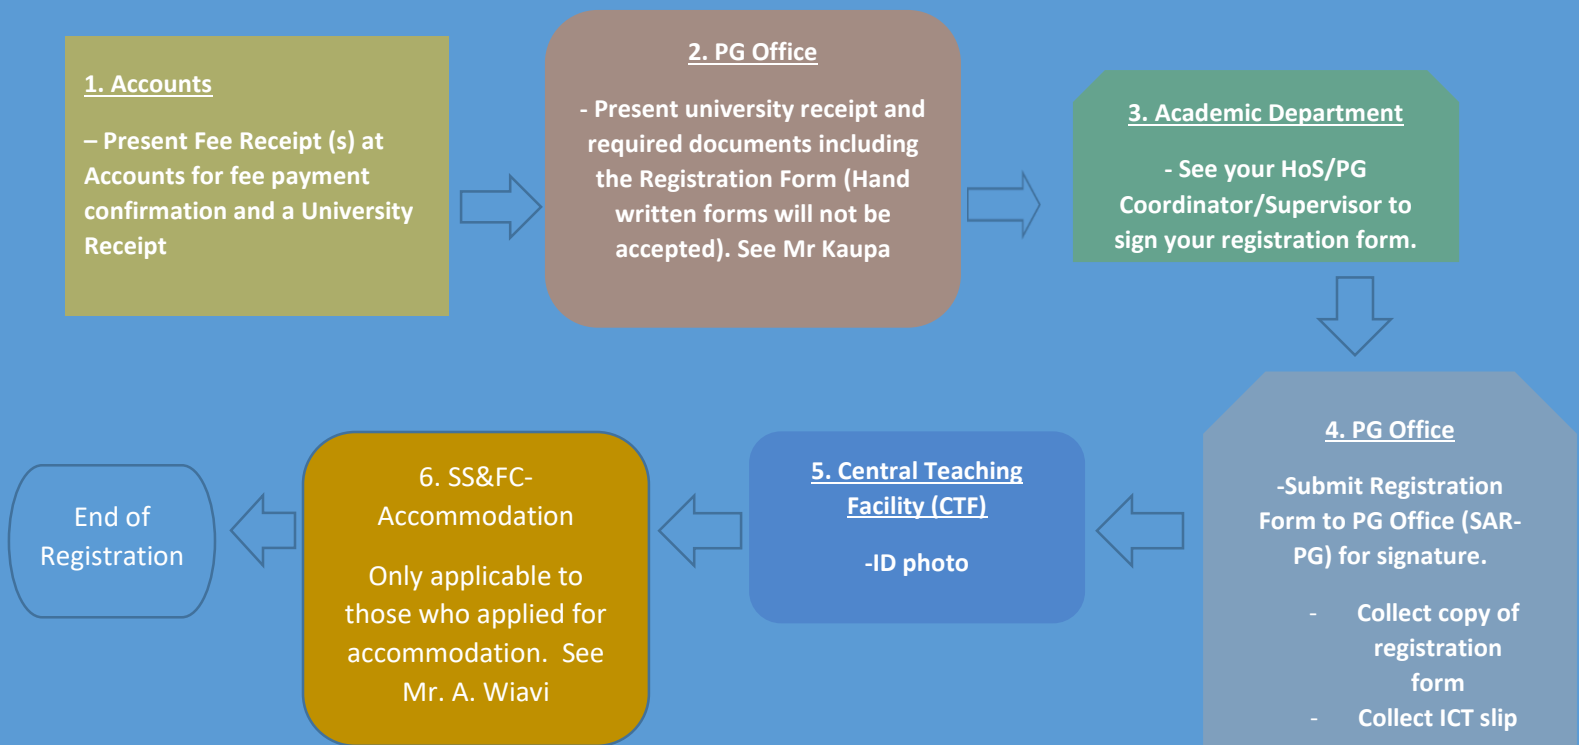 1. Accounts
– Present Fee Receipt (s) at
Accounts for fee payment
confirmation and a University
Receipt
2. PG Office
- Present university receipt and
required documents including
the Registration Form (Hand
written forms will not be
accepted). See Mr Kaupa
3. Academic Department
- See your HoS/PG
Coordinator/Supervisor to
sign your registration form.
4. PG Office
-Submit Registration
Form to PG Office (SAR-
PG) for signature.
- Collect copy of
registration
form
- Collect ICT slip
5. Central Teaching
Facility (CTF)
-ID photo
6. SS&FC-
Accommodation
Only applicable to
those who applied for
accommodation. See
Mr. A. Wiavi
End of
Registration